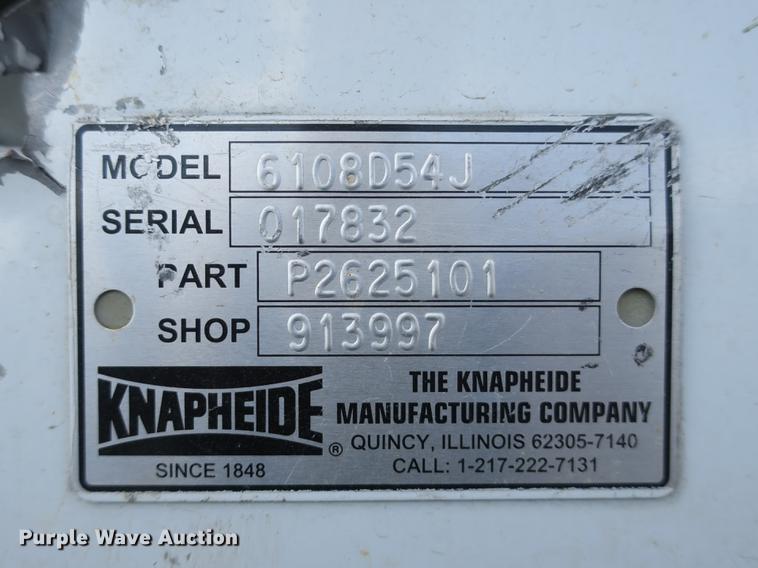 MODEL 6108D54J
SERIAL 017832
PART P2625101
SHOP 913997
KNAPHEIDE®
SINCE 1848
THE KNAPHEIDE
MANUFACTURING COMPANY
QUINCY, ILLINOIS 62305-7140
CALL: 1-217-222-7131
Purple Wave Auction